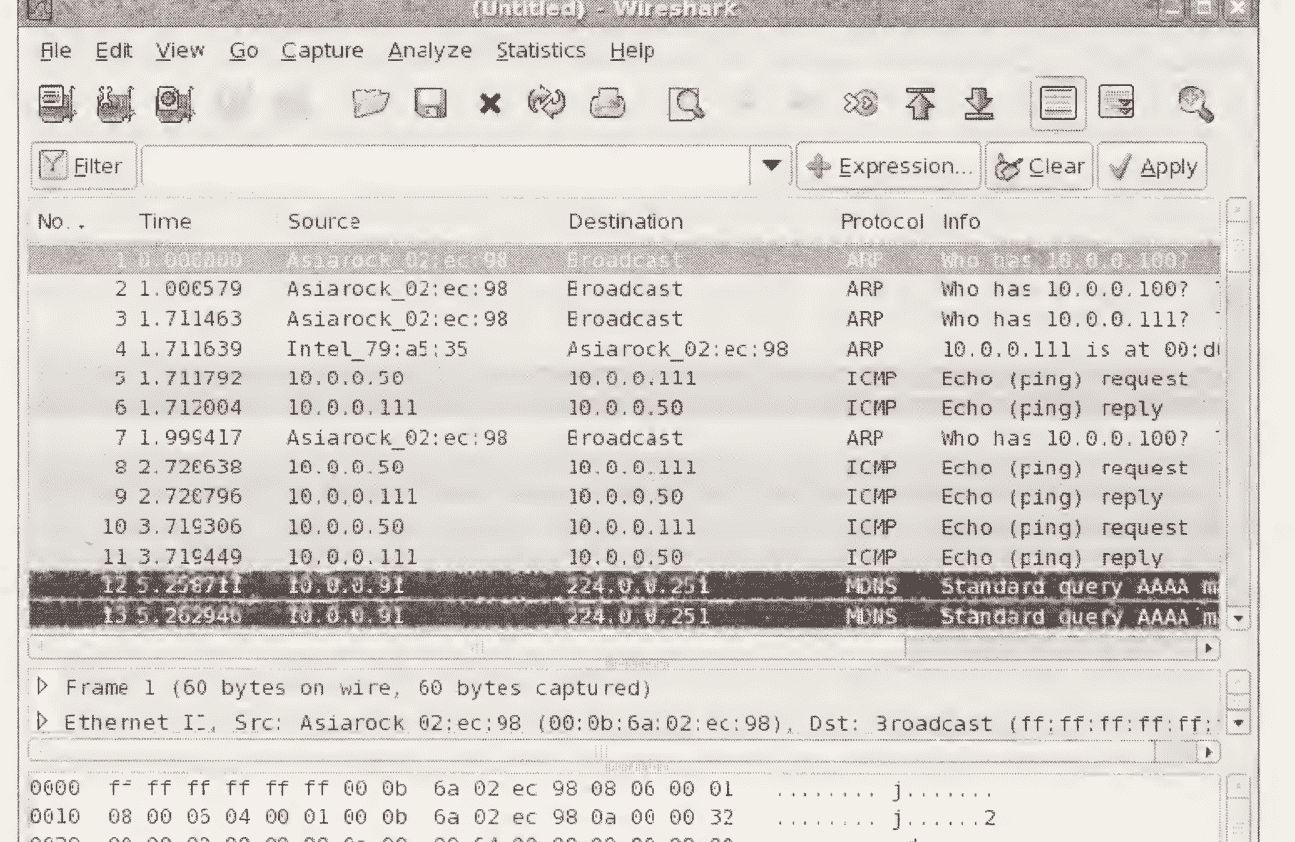 (Untitled) - Wireshark
File Edit View Go Capture Analyze Statistics Help
Filter Expression... Clear Apply
No. . Time Source Destination Protocol Info
1 0.000000 Asiarock_02:ec:98 Broadcast ARP Who has 10.0.0.100?
2 1.000579 Asiarock_02:ec:98 Broadcast ARP Who has 10.0.0.100?
3 1.711463 Asiarock_02:ec:98 Broadcast ARP Who has 10.0.0.111?
4 1.711639 Intel_79:a5:35 Asiarock_02:ec:98 ARP 10.0.0.111 is at 00:d
5 1.711792 10.0.0.50 10.0.0.111 ICMP Echo (ping) request
6 1.712004 10.0.0.111 10.0.0.50 ICMP Echo (ping) reply
7 1.999417 Asiarock_02:ec:98 Broadcast ARP Who has 10.0.0.100?
8 2.720638 10.0.0.50 10.0.0.111 ICMP Echo (ping) request
9 2.720796 10.0.0.111 10.0.0.50 ICMP Echo (ping) reply
10 3.719306 10.0.0.50 10.0.0.111 ICMP Echo (ping) request
11 3.719449 10.0.0.111 10.0.0.50 ICMP Echo (ping) reply
12 10.0.0.91 224.0.0.251 MDNS Standard query AAAA m
13 5.262940 10.0.0.91 224.0.0.251 MDNS Standard query AAAA m
Frame 1 (60 bytes on wire, 60 bytes captured)
Ethernet II, Src: Asiarock_02:ec:98 (00:0b:6a:02:ec:98), Dst: Broadcast (ff:ff:ff:ff:ff:
0000 ff ff ff ff ff ff 00 0b 6a 02 ec 98 08 06 00 01 ........ j.......
0010 08 00 06 04 00 01 00 0b 6a 02 ec 98 0a 00 00 32 ........ j......2